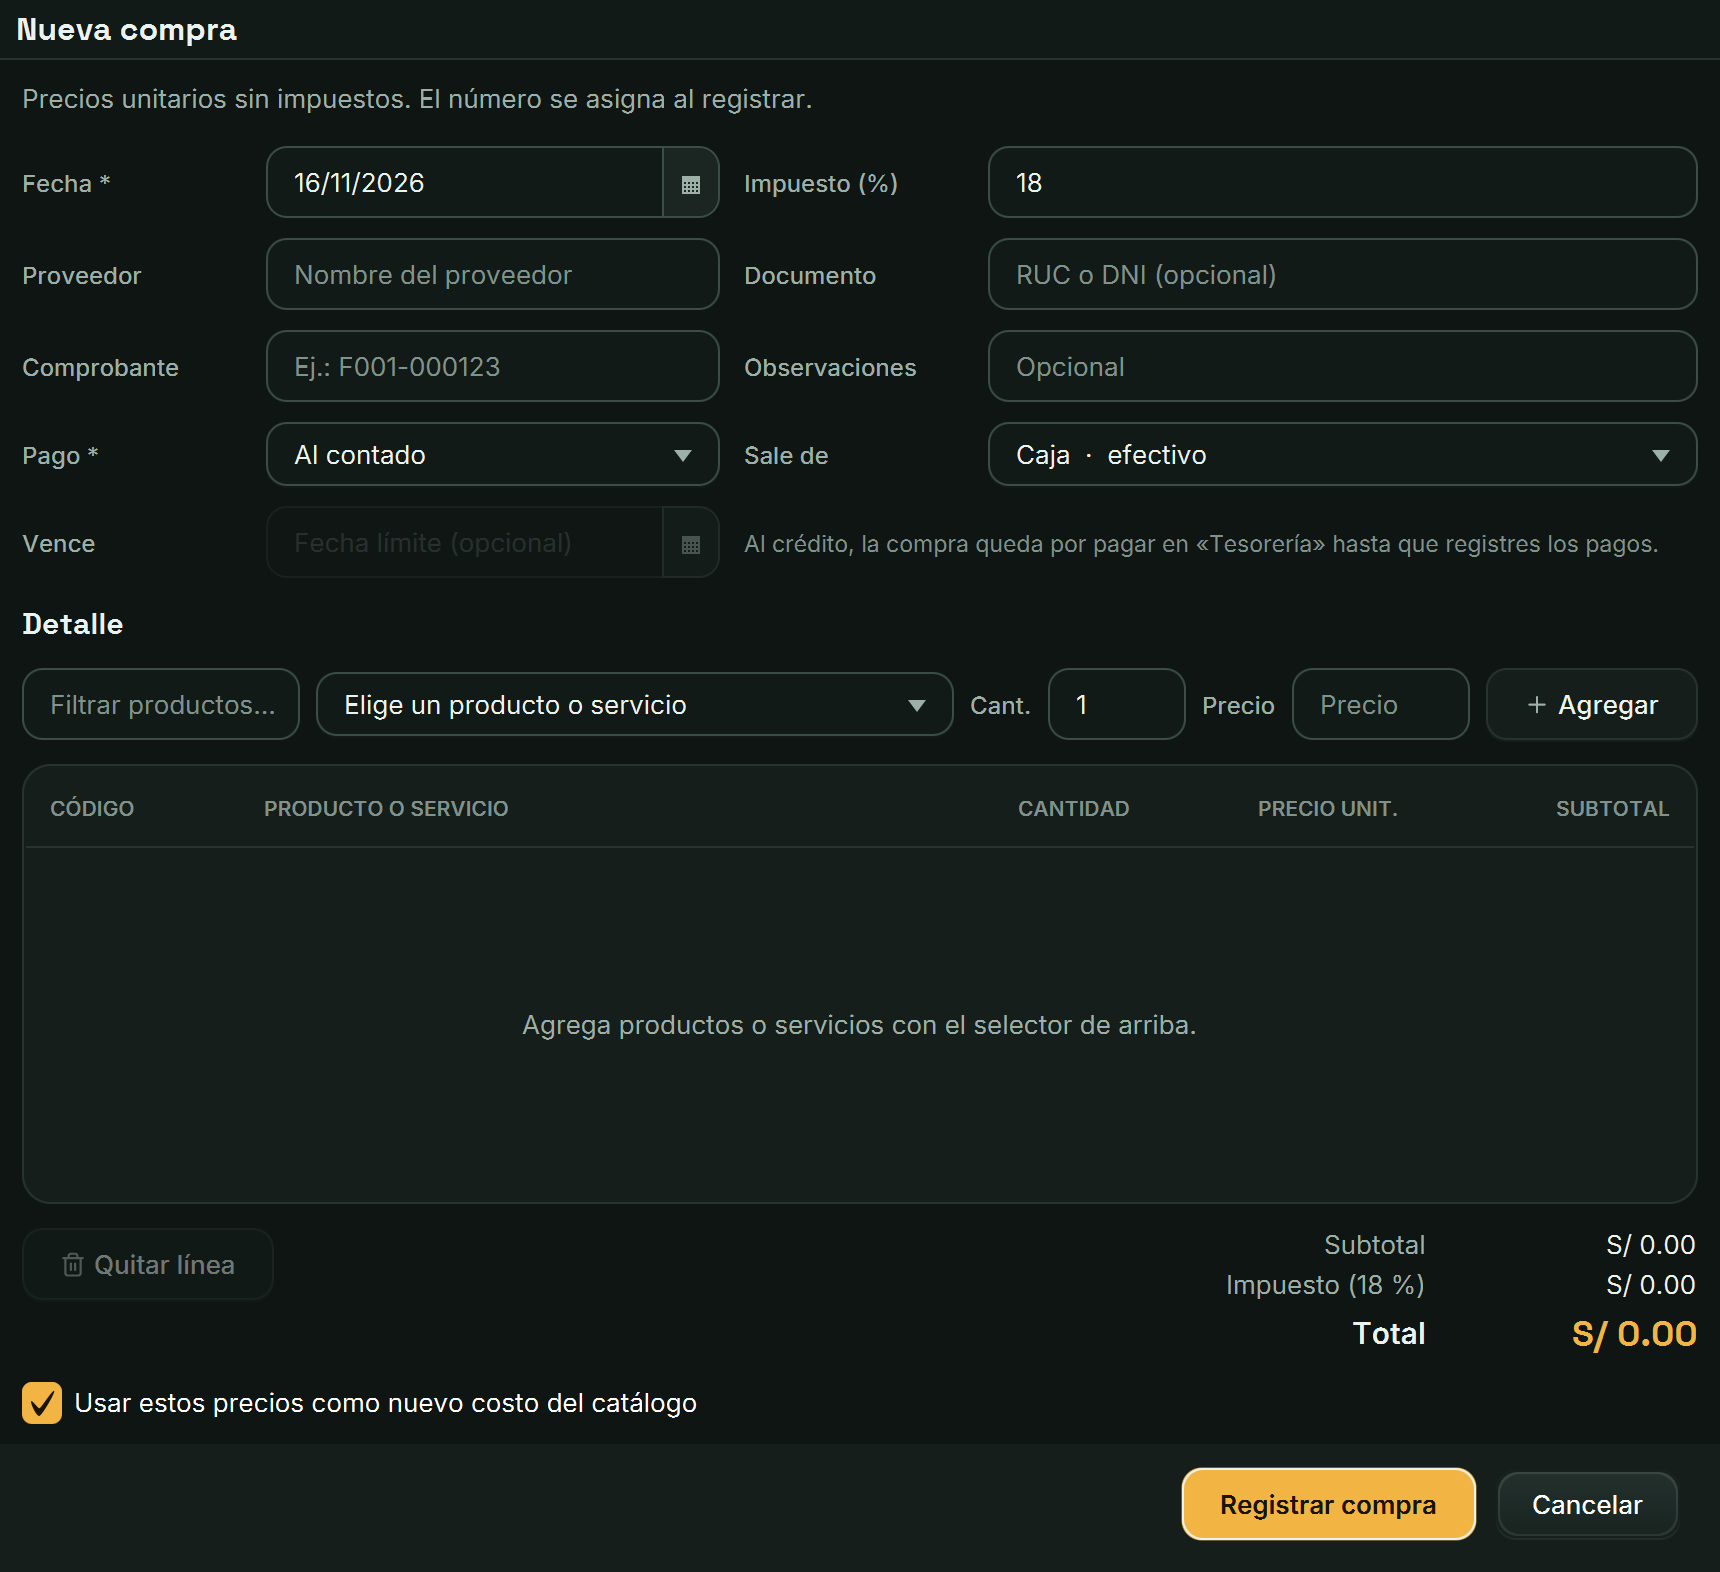 Nueva compra
Precios unitarios sin impuestos. El número se asigna al registrar.
Fecha * 16/11/2026 Impuesto (%) 18
Proveedor Nombre del proveedor Documento RUC o DNI (opcional)
Comprobante Ej.: F001-000123 Observaciones Opcional
Pago * Al contado Sale de Caja · efectivo
Vence Fecha límite (opcional) Al crédito, la compra queda por pagar en «Tesorería» hasta que registres los pagos.
Detalle
Filtrar productos... Elige un producto o servicio Cant. 1 Precio Precio + Agregar
CÓDIGO PRODUCTO O SERVICIO CANTIDAD PRECIO UNIT. SUBTOTAL
Agrega productos o servicios con el selector de arriba.
Quitar línea
Subtotal S/ 0.00
Impuesto (18 %) S/ 0.00
Total S/ 0.00
Usar estos precios como nuevo costo del catálogo
Registrar compra Cancelar